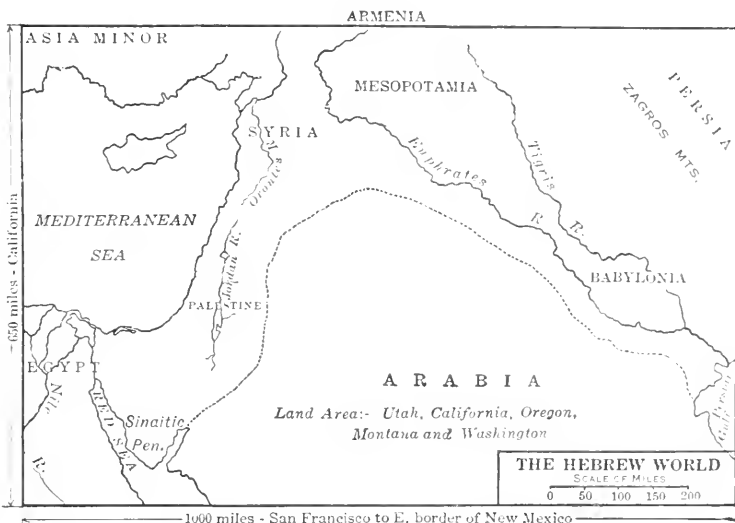 ARMENIA
ASIA MINOR
MESOPOTAMIA
PERSIA
ZAGROS MTS.
SYRIA
Orontes
Euphrates R.
Tigris R.
MEDITERRANEAN
SEA
Jordan R.
PALESTINE
BABYLONIA
EGYPT
Nile R.
RED SEA
Sinaitic
Pen.
ARABIA
Land Area:- Utah, California, Oregon,
Montana and Washington
Persian
Gulf
THE HEBREW WORLD
SCALE OF MILES
0 50 100 150 200
650 miles - California
1000 miles - San Francisco to E. border of New Mexico